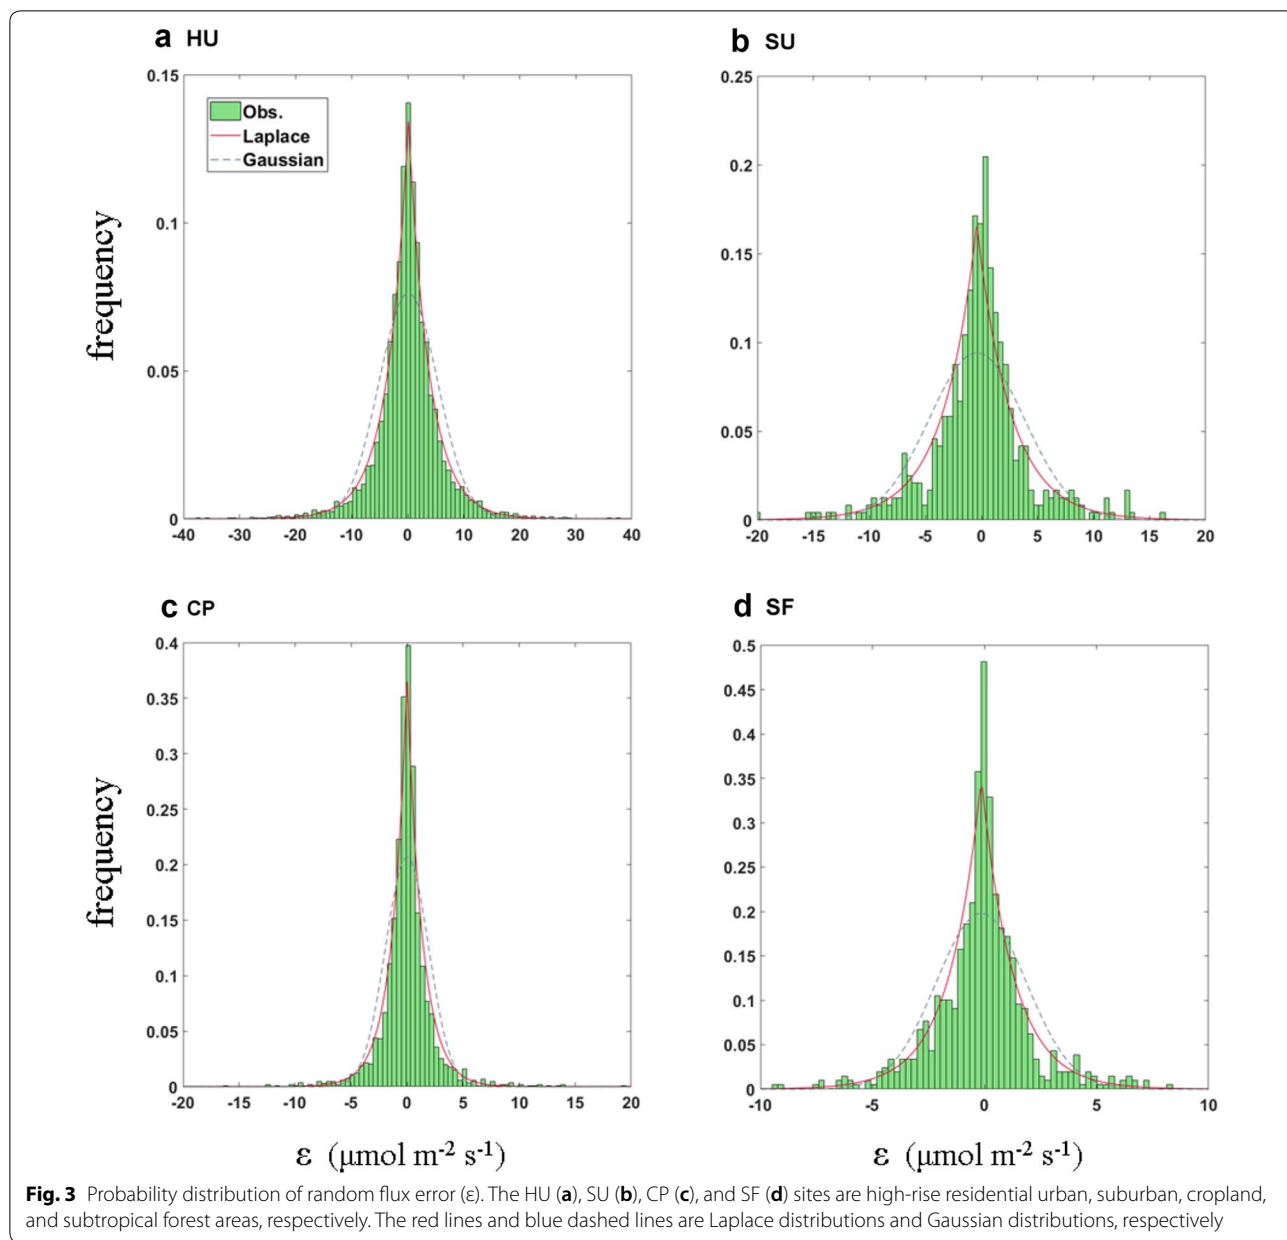 a HU
0.15
0.1
0.05
0
-40 -30 -20 -10 0 10 20 30 40
Obs.
Laplace
Gaussian
frequency
b SU
0.25
0.2
0.15
0.1
0.05
0
-20 -15 -10 -5 0 5 10 15 20
c CP
0.4
0.35
0.3
0.25
0.2
0.15
0.1
0.05
0
-20 -15 -10 -5 0 5 10 15 20
frequency
ε (μmol m-2 s-1)
d SF
0.5
0.45
0.4
0.35
0.3
0.25
0.2
0.15
0.1
0.05
0
-10 -5 0 5 10
ε (μmol m-2 s-1)
Fig. 3 Probability distribution of random flux error (ε). The HU (a), SU (b), CP (c), and SF (d) sites are high-rise residential urban, suburban, cropland,
and subtropical forest areas, respectively. The red lines and blue dashed lines are Laplace distributions and Gaussian distributions, respectively